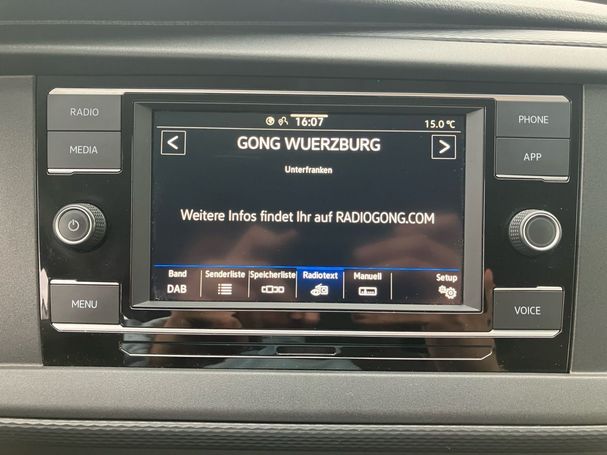 RADIO
MEDIA
MENU
16:07
15.0 °C
<
GONG WUERZBURG
>
Unterfranken
Weitere Infos findet Ihr auf RADIOGONG.COM
Band
DAB
Senderliste
Speicherliste
Radiotext
Manuell
Setup
PHONE
APP
VOICE